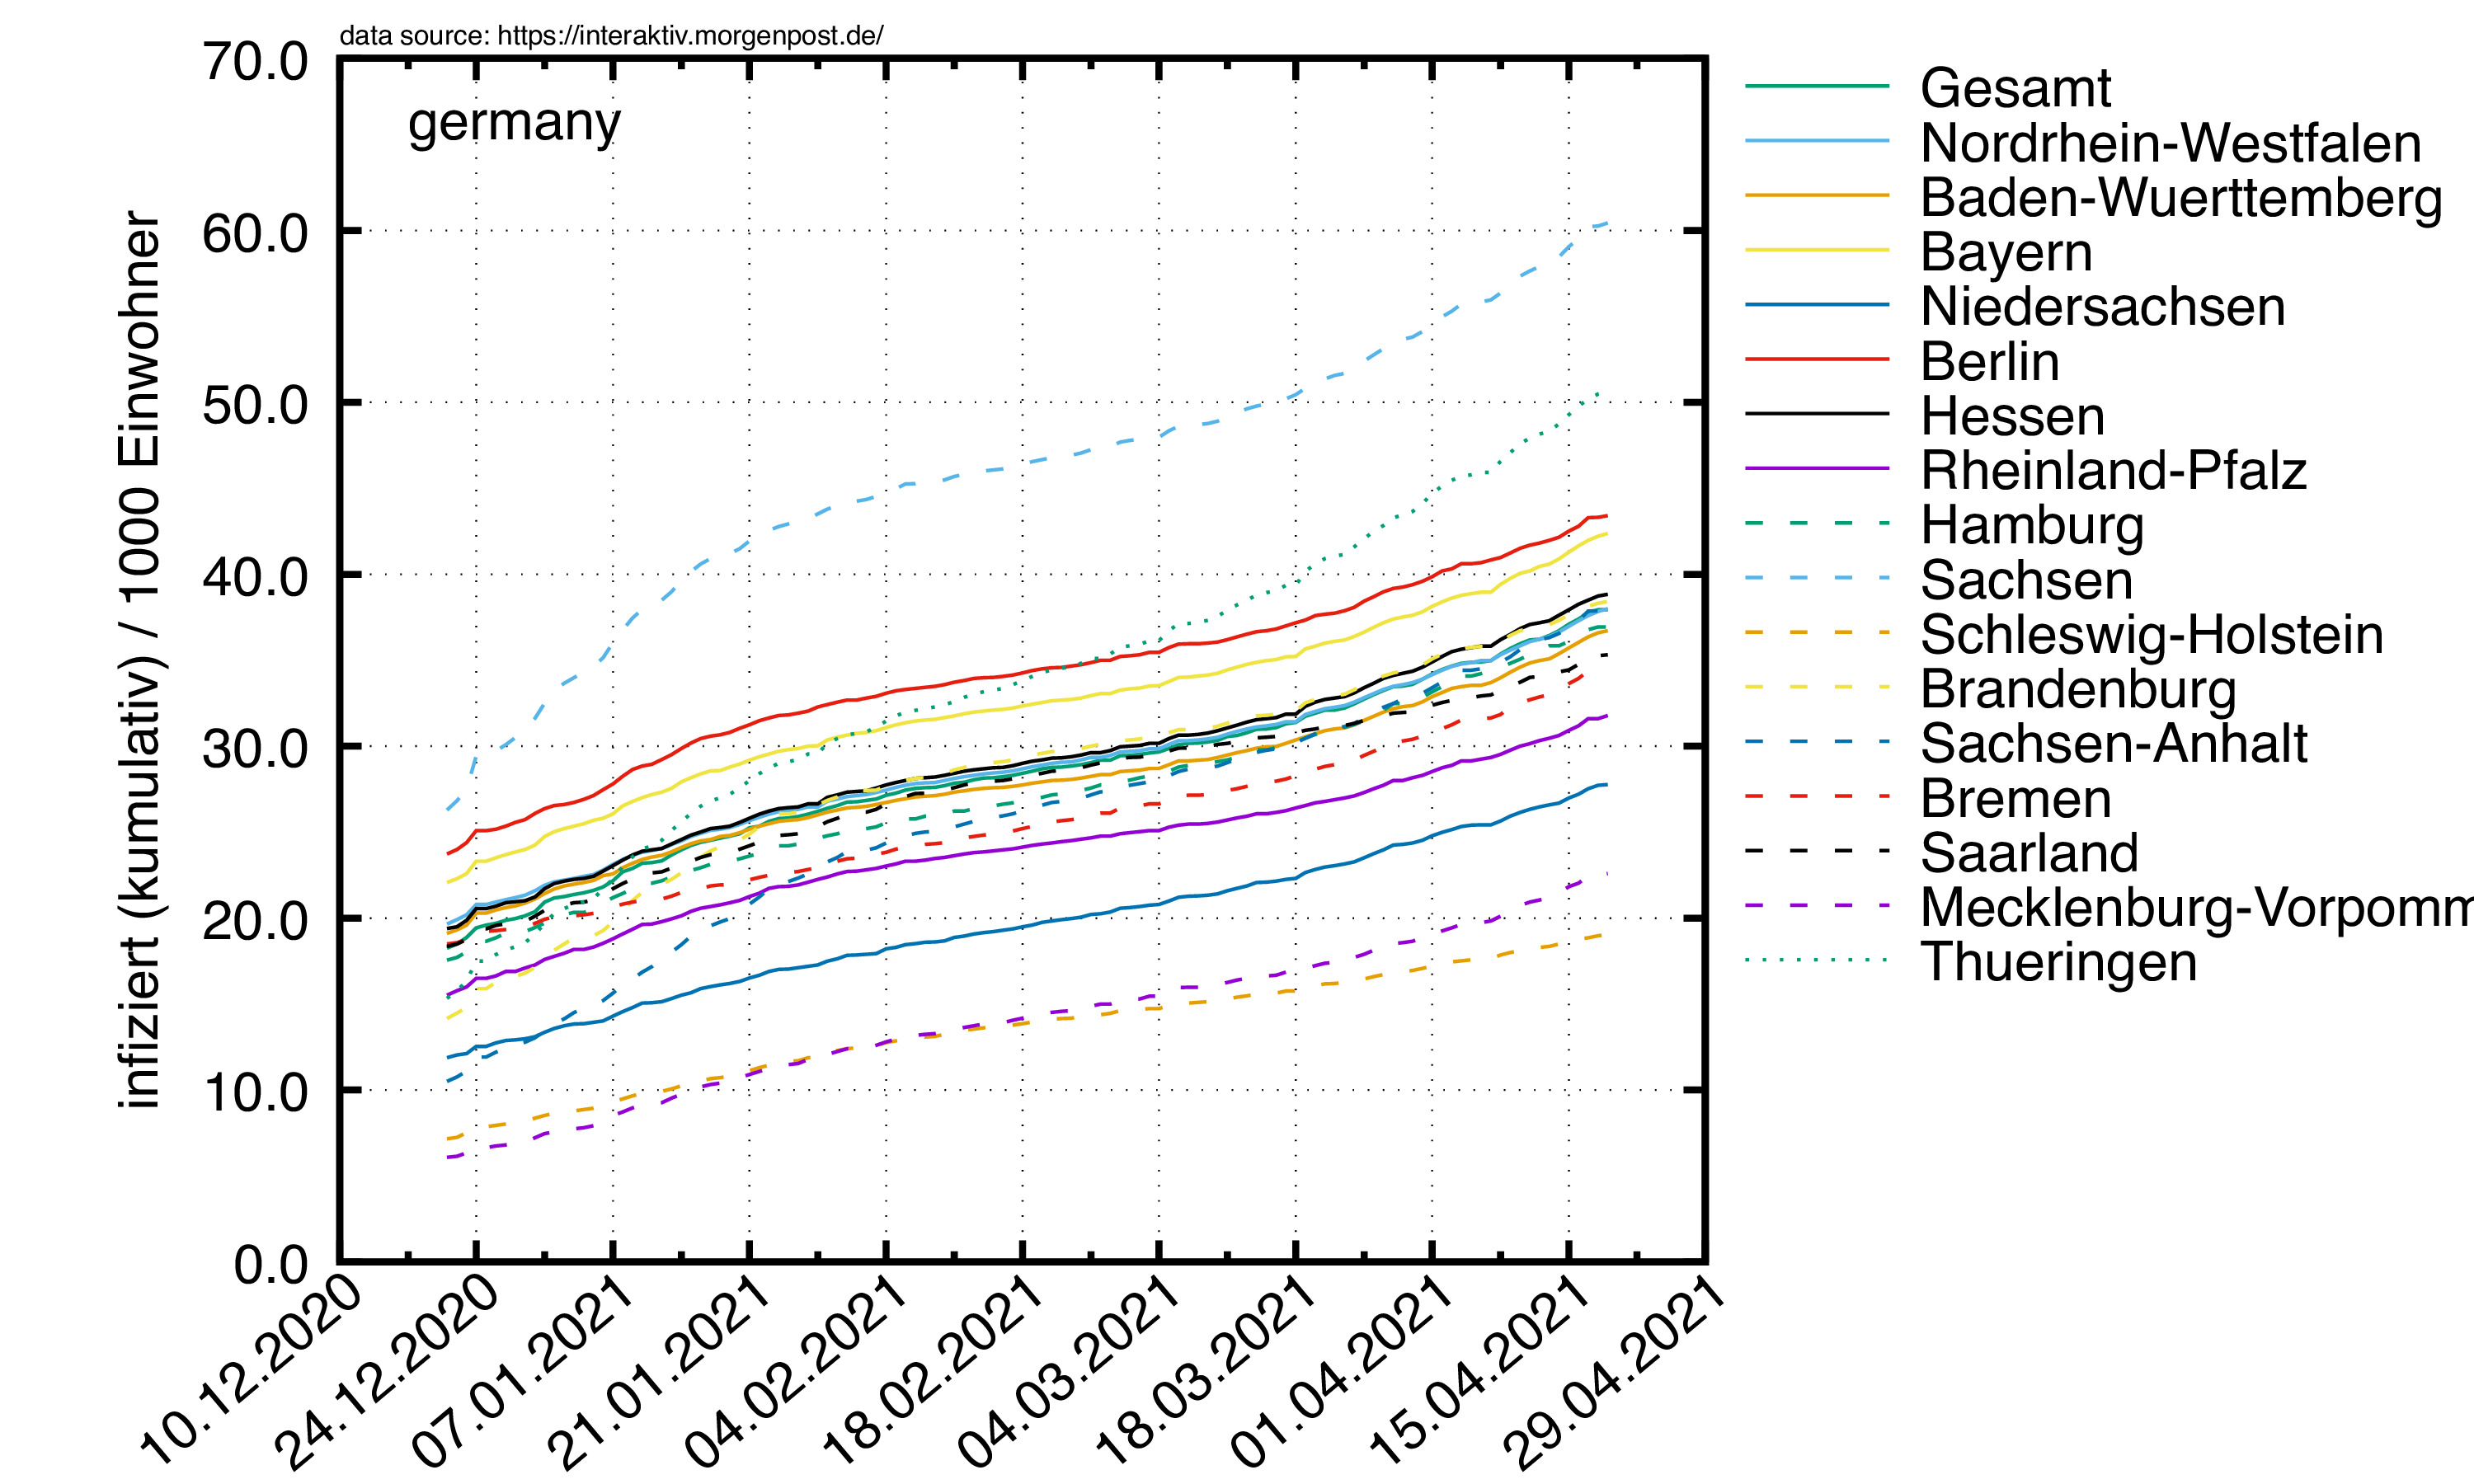 data source: https://interaktiv.morgenpost.de/
germany
infiziert (kumulativ) / 1000 Einwohner
70.0
60.0
50.0
40.0
30.0
20.0
10.0
0.0
10.12.2020
24.12.2020
07.01.2021
21.01.2021
04.02.2021
18.02.2021
04.03.2021
18.03.2021
01.04.2021
15.04.2021
29.04.2021
Gesamt
Nordrhein-Westfalen
Baden-Wuerttemberg
Bayern
Niedersachsen
Berlin
Hessen
Rheinland-Pfalz
Hamburg
Sachsen
Schleswig-Holstein
Brandenburg
Sachsen-Anhalt
Bremen
Saarland
Mecklenburg-Vorpomm
Thueringen